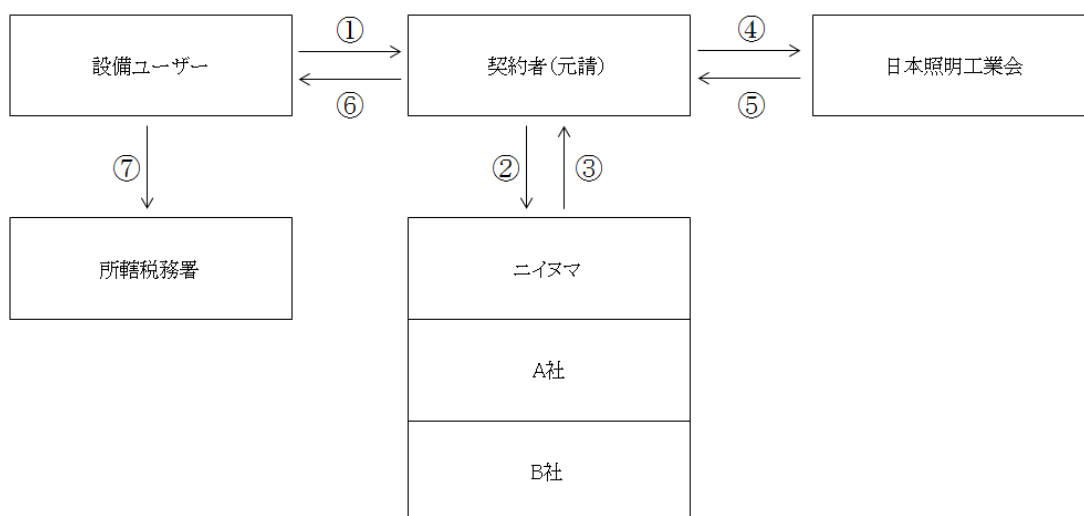 ①
④
設備ユーザー
契約者(元請)
日本照明工業会
⑥
⑤
⑦
②
③
所轄税務署
ニイヌマ
A社
B社